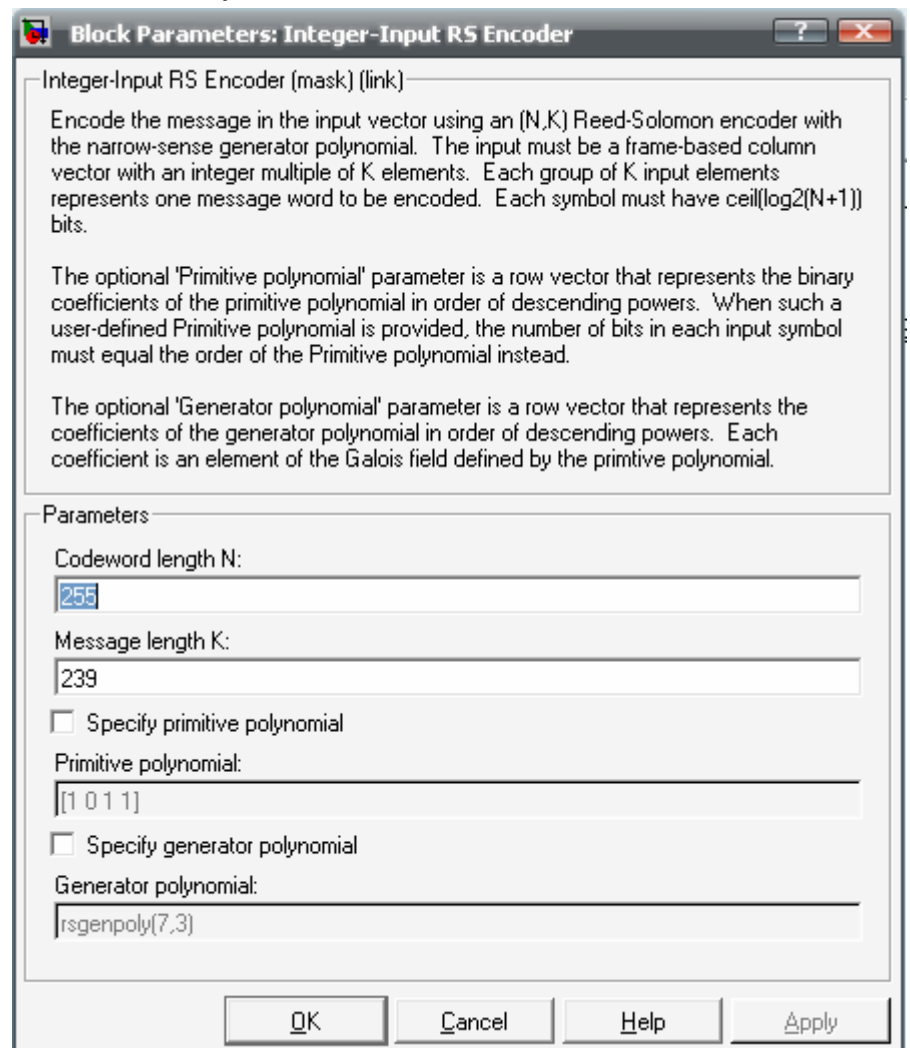 Block Parameters: Integer-Input RS Encoder
Integer-Input RS Encoder (mask) (link)
Encode the message in the input vector using an (N,K) Reed-Solomon encoder with
the narrow-sense generator polynomial. The input must be a frame-based column
vector with an integer multiple of K elements. Each group of K input elements
represents one message word to be encoded. Each symbol must have ceil(log2(N+1))
bits.
The optional 'Primitive polynomial' parameter is a row vector that represents the binary
coefficients of the primitive polynomial in order of descending powers. When such a
user-defined Primitive polynomial is provided, the number of bits in each input symbol
must equal the order of the Primitive polynomial instead.
The optional 'Generator polynomial' parameter is a row vector that represents the
coefficients of the generator polynomial in order of descending powers. Each
coefficient is an element of the Galois field defined by the primtive polynomial.
Parameters
Codeword length N:
255
Message length K:
239
Specify primitive polynomial
Primitive polynomial:
[1 0 1 1]
Specify generator polynomial
Generator polynomial:
rsgenpoly(7,3)
OK Cancel Help Apply